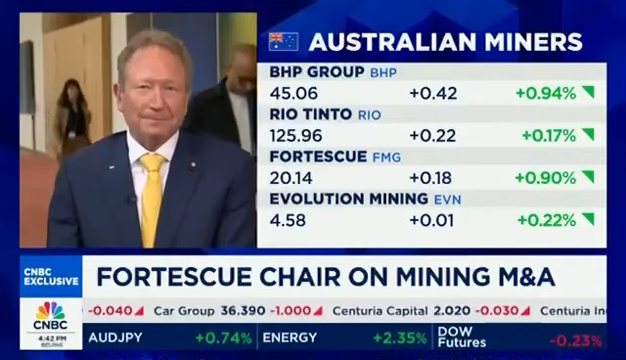 AUSTRALIAN MINERS
BHP GROUP BHP
45.06 +0.42 +0.94%
RIO TINTO RIO
125.96 +0.22 +0.17%
FORTESCUE FMG
20.14 +0.18 +0.90%
EVOLUTION MINING EVN
4.58 +0.01 +0.22%
CNBC EXCLUSIVE
FORTESCUE CHAIR ON MINING M&A
-0.040 Car Group 36.390 -1.000 Centuria Capital 2.020 -0.030 Centuria In
CNBC
4:42 PM
BEIJING
AUDJPY +0.74% ENERGY +2.35% DOW Futures -0.23%